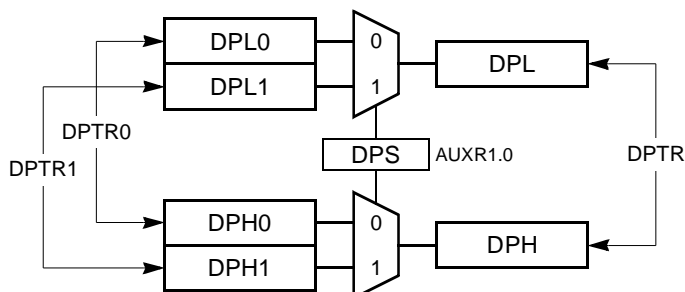 DPL0 0 DPL
DPL1 1
DPTR0
DPS AUXR1.0 DPTR
DPTR1
DPH0 0 DPH
DPH1 1